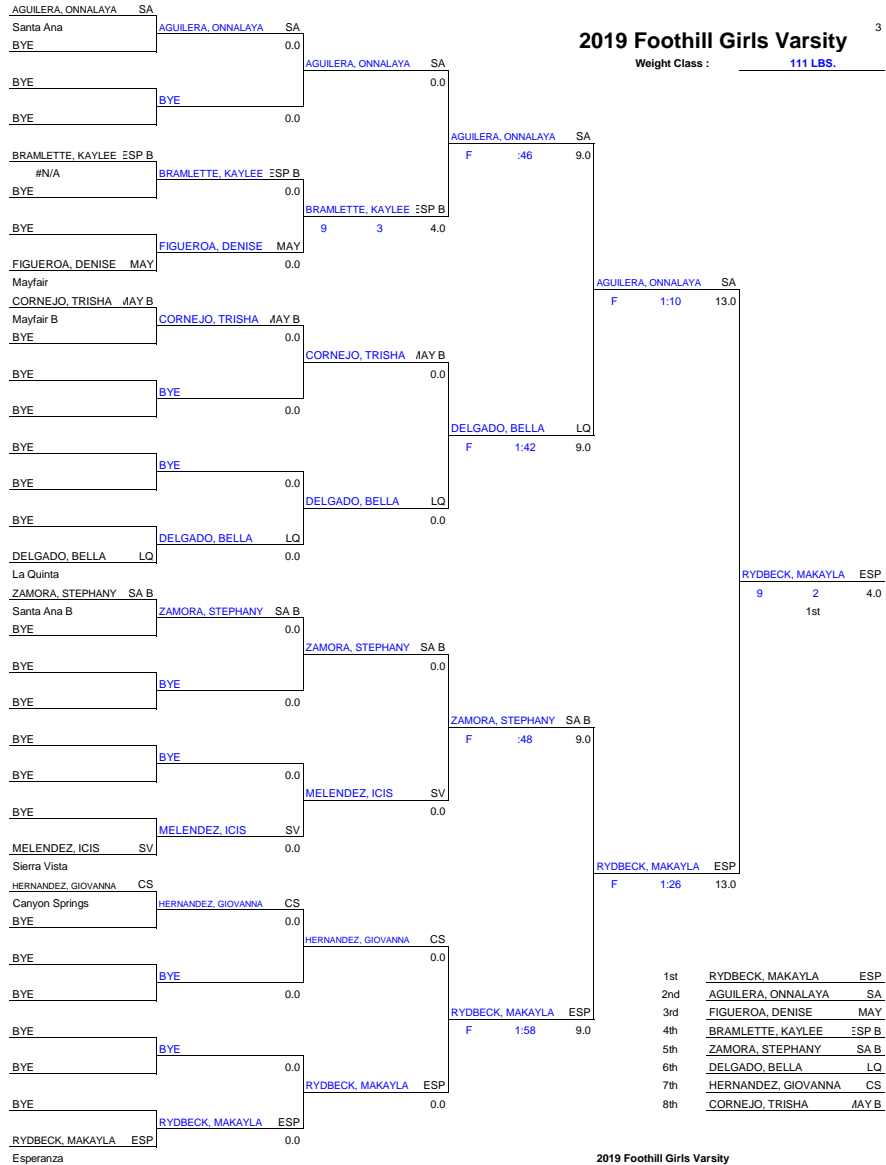 AGUILERA, ONNALAYA SA
Santa Ana AGUILERA, ONNALAYA SA 3
BYE 0.0 2019 Foothill Girls Varsity
AGUILERA, ONNALAYA SA Weight Class : 111 LBS.
BYE 0.0
BYE
BYE 0.0
AGUILERA, ONNALAYA SA
BRAMLETTE, KAYLEE ESP B F :46 9.0
#N/A BRAMLETTE, KAYLEE ESP B
BYE 0.0
BRAMLETTE, KAYLEE ESP B
BYE 9 3 4.0
FIGUEROA, DENISE MAY
FIGUEROA, DENISE MAY 0.0
Mayfair AGUILERA, ONNALAYA SA
CORNEJO, TRISHA MAY B F 1:10 13.0
Mayfair B CORNEJO, TRISHA MAY B
BYE 0.0
CORNEJO, TRISHA MAY B
BYE 0.0
BYE
BYE 0.0
DELGADO, BELLA LQ
BYE F 1:42 9.0
BYE
BYE 0.0
DELGADO, BELLA LQ
BYE 0.0
DELGADO, BELLA LQ
DELGADO, BELLA LQ 0.0
La Quinta RYDBECK, MAKAYLA ESP
ZAMORA, STEPHANY SA B 9 2 4.0
Santa Ana B ZAMORA, STEPHANY SA B 1st
BYE 0.0
ZAMORA, STEPHANY SA B
BYE 0.0
BYE
BYE 0.0
ZAMORA, STEPHANY SA B
BYE F :48 9.0
BYE
BYE 0.0
MELENDEZ, ICIS SV
BYE 0.0
MELENDEZ, ICIS SV
MELENDEZ, ICIS SV 0.0
Sierra Vista RYDBECK, MAKAYLA ESP
HERNANDEZ, GIOVANNA CS F 1:26 13.0
Canyon Springs HERNANDEZ, GIOVANNA CS
BYE 0.0
HERNANDEZ, GIOVANNA CS
BYE 0.0
BYE 1st RYDBECK, MAKAYLA ESP
BYE 0.0 2nd AGUILERA, ONNALAYA SA
RYDBECK, MAKAYLA ESP 3rd FIGUEROA, DENISE MAY
BYE F 1:58 9.0 4th BRAMLETTE, KAYLEE ESP B
BYE 5th ZAMORA, STEPHANY SA B
BYE 0.0 6th DELGADO, BELLA LQ
RYDBECK, MAKAYLA ESP 7th HERNANDEZ, GIOVANNA CS
BYE 0.0 8th CORNEJO, TRISHA MAY B
RYDBECK, MAKAYLA ESP
RYDBECK, MAKAYLA ESP 0.0
Esperanza 2019 Foothill Girls Varsity